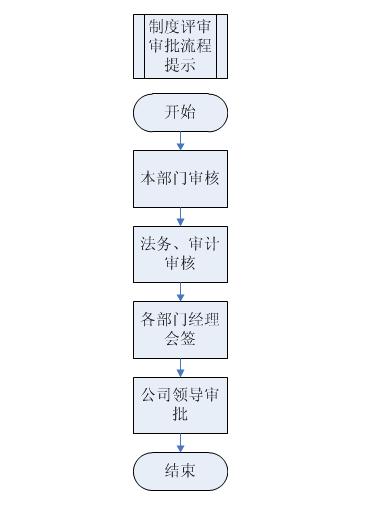 制度评审
审批流程
提示
开始
本部门审核
法务、审计
审核
各部门经理
会签
公司领导审
批
结束